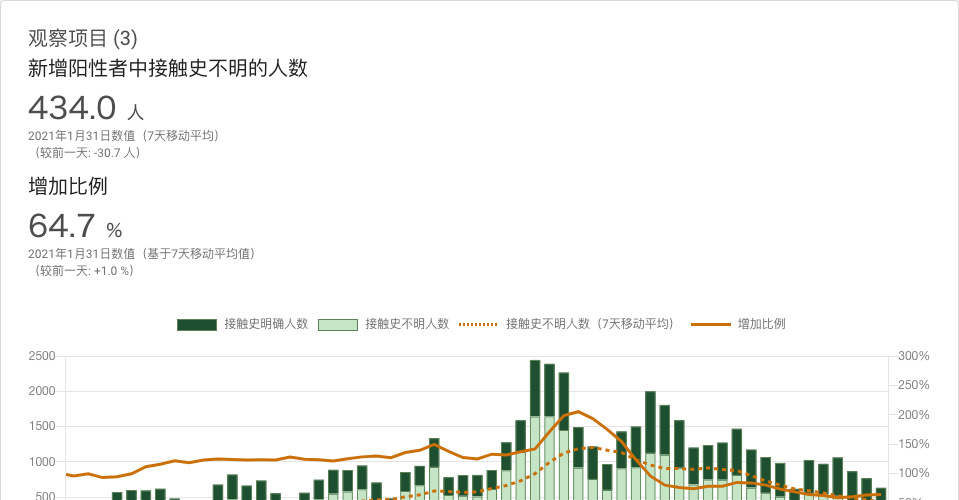 观察项目 (3)
新增阳性者中接触史不明的人数
434.0 人
2021年1月31日数值（7天移动平均）
（较前一天: -30.7 人）
增加比例
64.7 %
2021年1月31日数值（基于7天移动平均值）
（较前一天: +1.0 %）
接触史明确人数 接触史不明人数 接触史不明人数（7天移动平均） 增加比例
2500 300%
250%
2000
200%
1500
150%
1000
100%
500